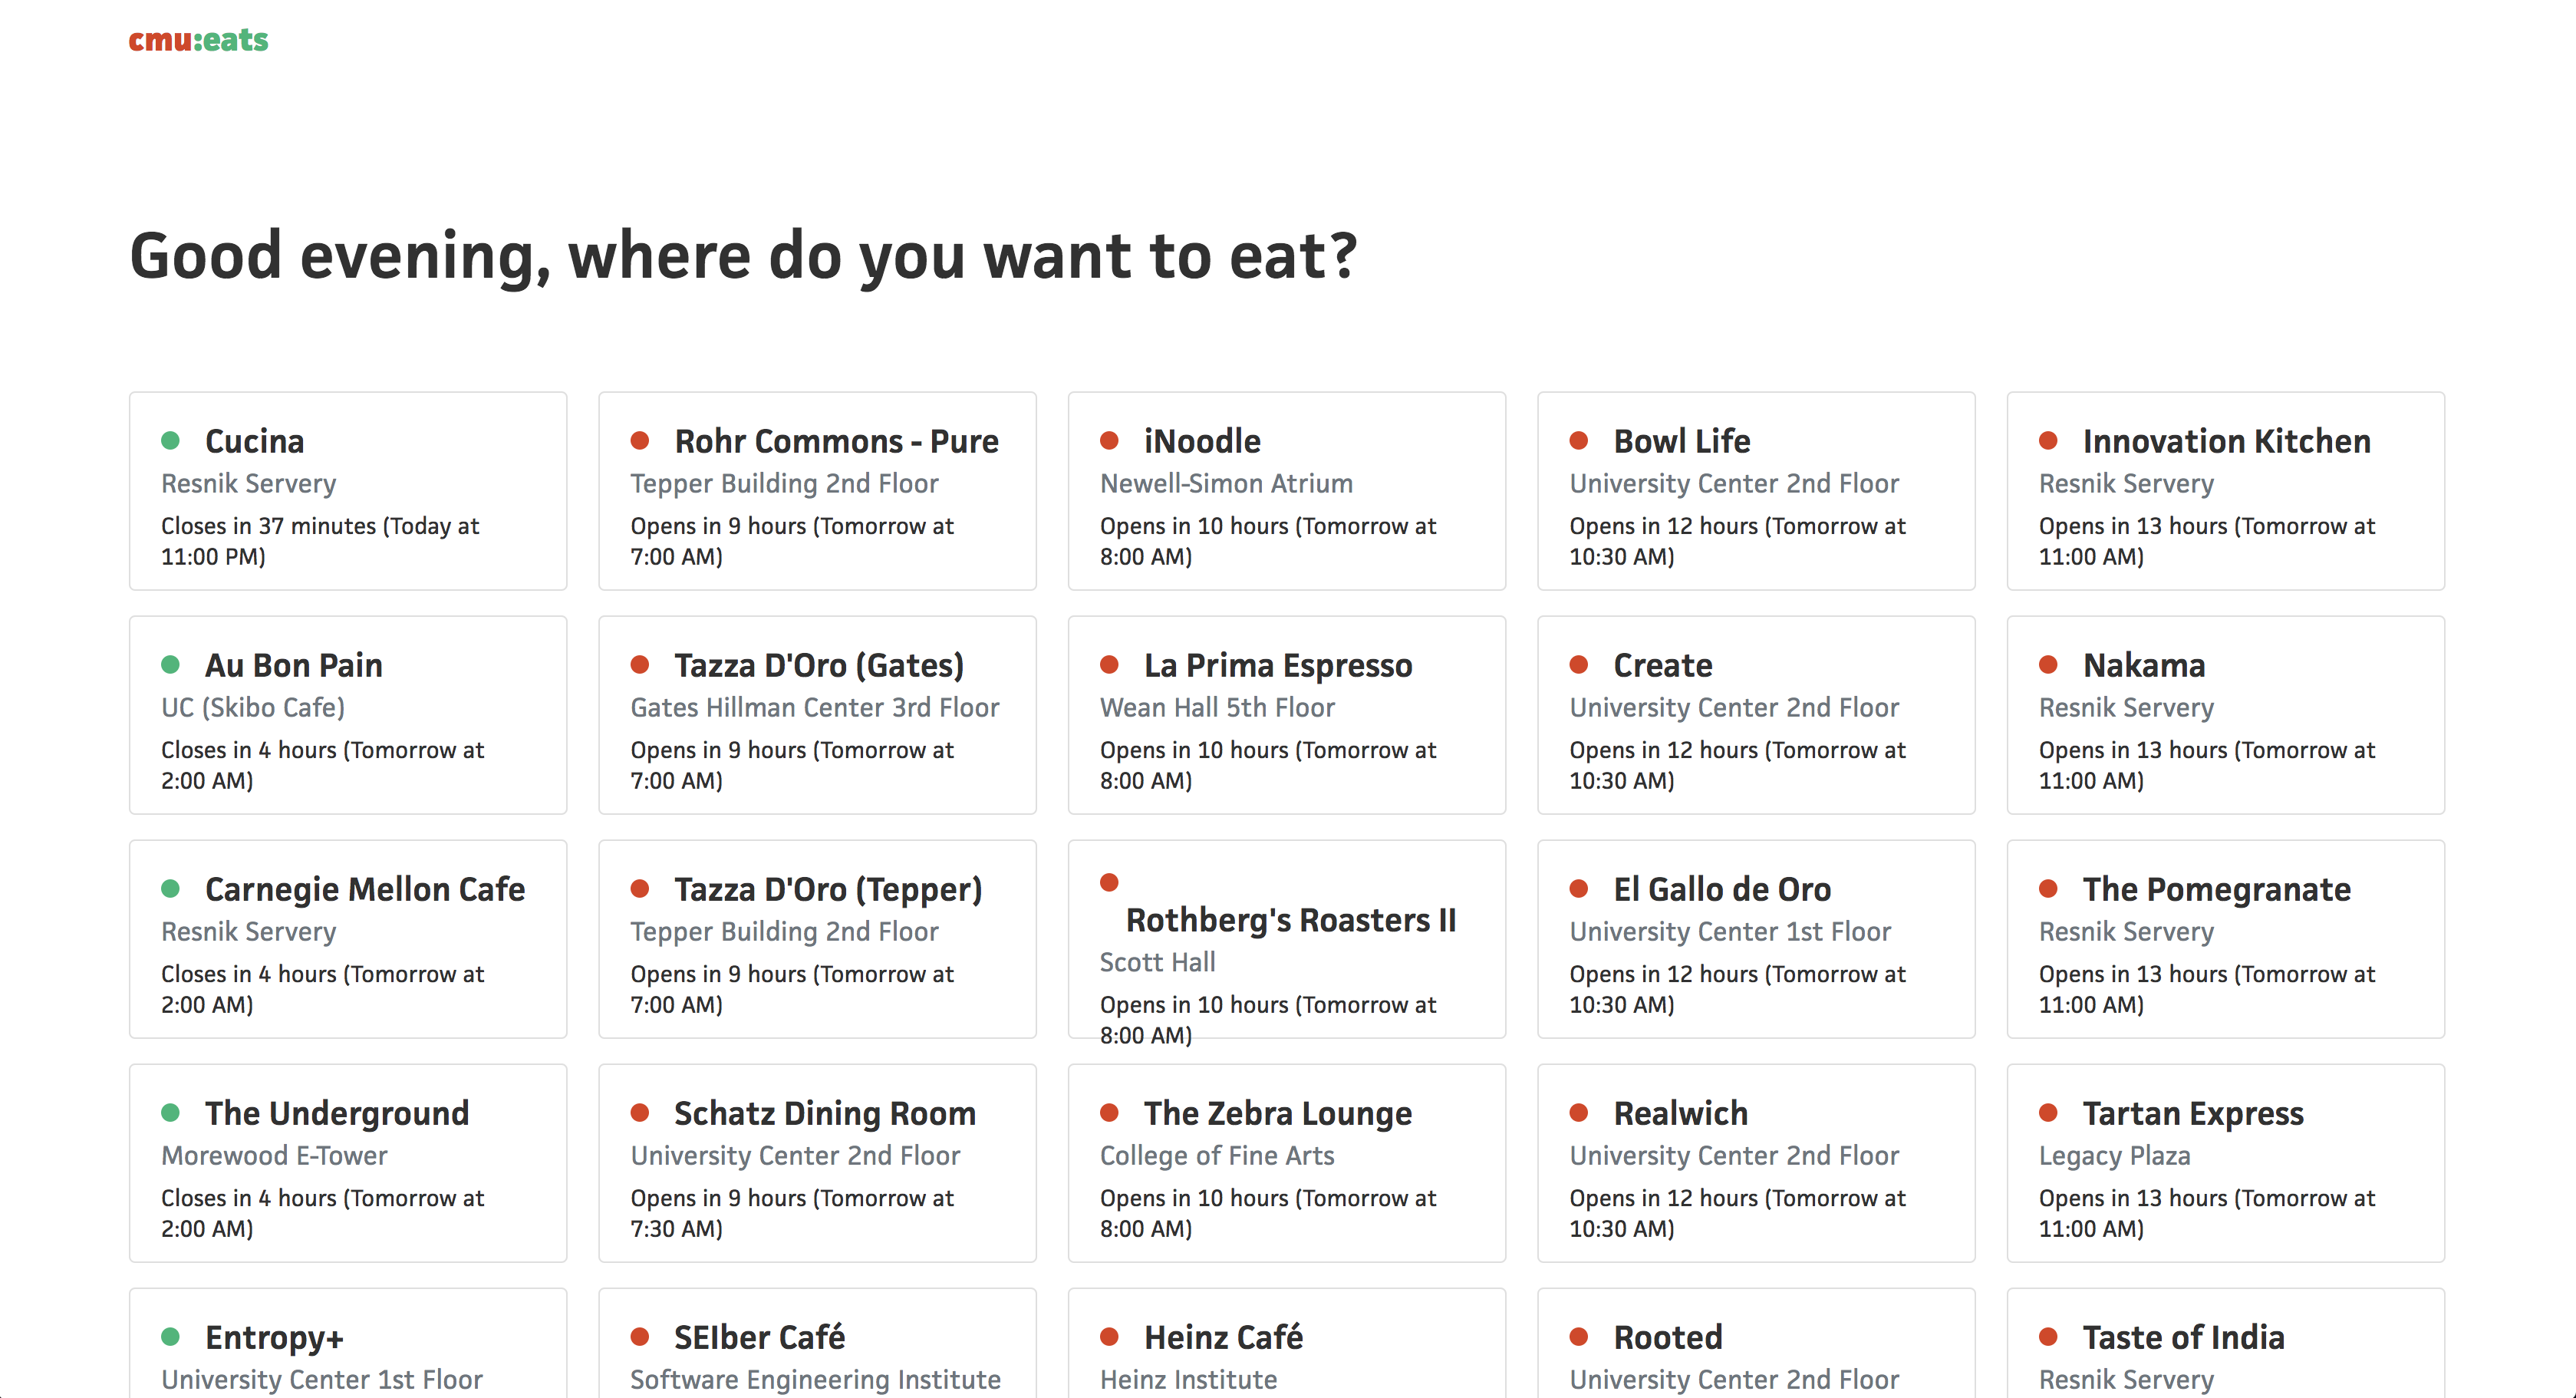 cmu:eats
Good evening, where do you want to eat?
Cucina
Resnik Servery
Closes in 37 minutes (Today at
11:00 PM)
Rohr Commons - Pure
Tepper Building 2nd Floor
Opens in 9 hours (Tomorrow at
7:00 AM)
iNoodle
Newell-Simon Atrium
Opens in 10 hours (Tomorrow at
8:00 AM)
Bowl Life
University Center 2nd Floor
Opens in 12 hours (Tomorrow at
10:30 AM)
Innovation Kitchen
Resnik Servery
Opens in 13 hours (Tomorrow at
11:00 AM)
Au Bon Pain
UC (Skibo Cafe)
Closes in 4 hours (Tomorrow at
2:00 AM)
Tazza D'Oro (Gates)
Gates Hillman Center 3rd Floor
Opens in 9 hours (Tomorrow at
7:00 AM)
La Prima Espresso
Wean Hall 5th Floor
Opens in 10 hours (Tomorrow at
8:00 AM)
Create
University Center 2nd Floor
Opens in 12 hours (Tomorrow at
10:30 AM)
Nakama
Resnik Servery
Opens in 13 hours (Tomorrow at
11:00 AM)
Carnegie Mellon Cafe
Resnik Servery
Closes in 4 hours (Tomorrow at
2:00 AM)
Tazza D'Oro (Tepper)
Tepper Building 2nd Floor
Opens in 9 hours (Tomorrow at
7:00 AM)
Rothberg's Roasters II
Scott Hall
Opens in 10 hours (Tomorrow at
8:00 AM)
El Gallo de Oro
University Center 1st Floor
Opens in 12 hours (Tomorrow at
10:30 AM)
The Pomegranate
Resnik Servery
Opens in 13 hours (Tomorrow at
11:00 AM)
The Underground
Morewood E-Tower
Closes in 4 hours (Tomorrow at
2:00 AM)
Schatz Dining Room
University Center 2nd Floor
Opens in 9 hours (Tomorrow at
7:30 AM)
The Zebra Lounge
College of Fine Arts
Opens in 10 hours (Tomorrow at
8:00 AM)
Realwich
University Center 2nd Floor
Opens in 12 hours (Tomorrow at
10:30 AM)
Tartan Express
Legacy Plaza
Opens in 13 hours (Tomorrow at
11:00 AM)
Entropy+
University Center 1st Floor
SEIber Café
Software Engineering Institute
Heinz Café
Heinz Institute
Rooted
University Center 2nd Floor
Taste of India
Resnik Servery